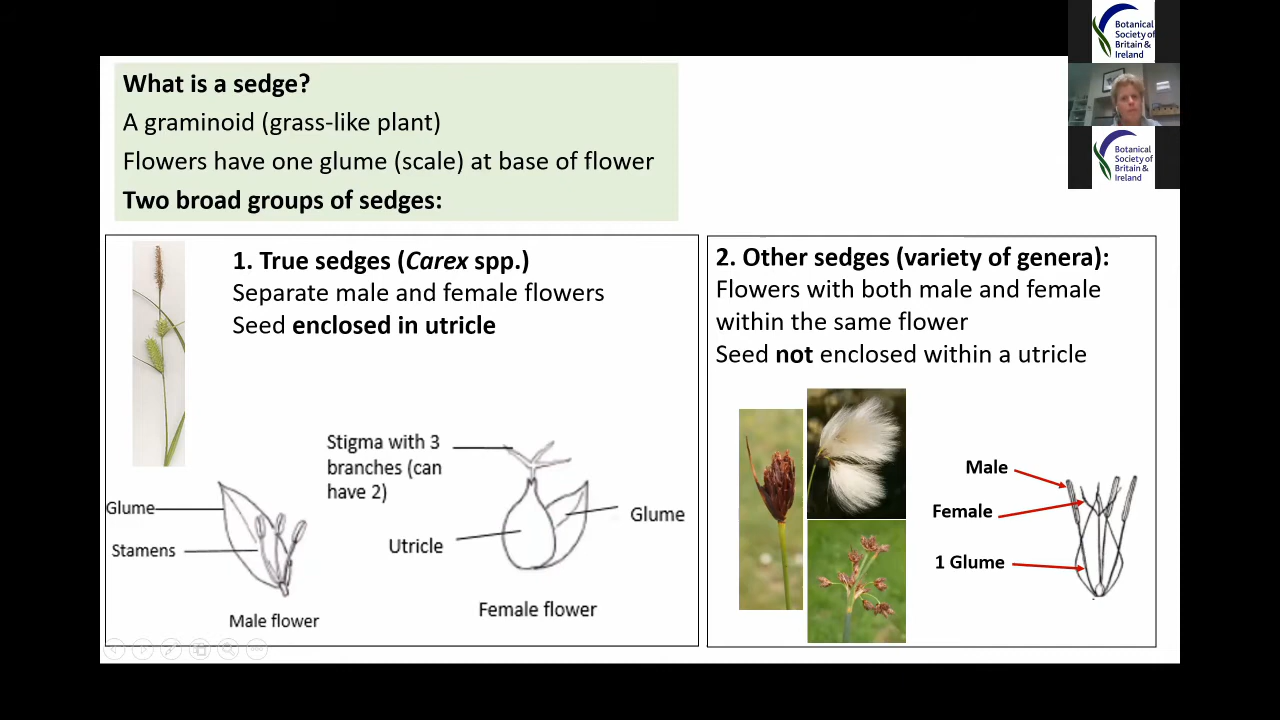 What is a sedge?
A graminoid (grass-like plant)
Flowers have one glume (scale) at base of flower
Two broad groups of sedges:
1. True sedges (Carex spp.)
Separate male and female flowers
Seed enclosed in utricle
Stigma with 3
branches (can
have 2)
Glume
Stamens
Male flower
Utricle
Glume
Female flower
2. Other sedges (variety of genera):
Flowers with both male and female
within the same flower
Seed not enclosed within a utricle
Male
Female
1 Glume
Botanical
Society of
Britain &
Ireland
Botanical
Society of
Britain &
Ireland